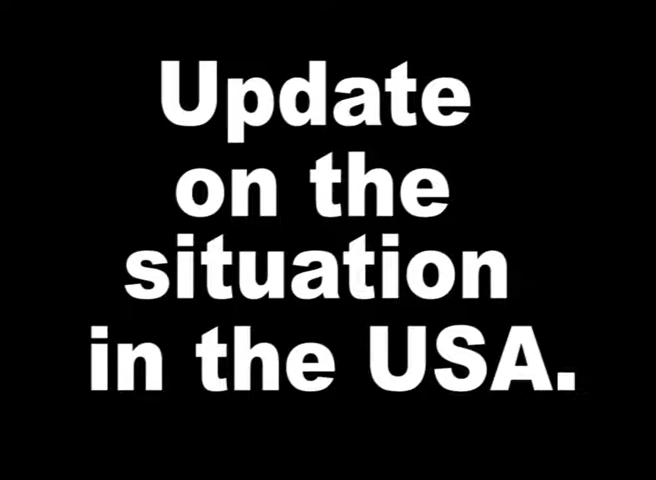 Update
on the
situation
in the USA.